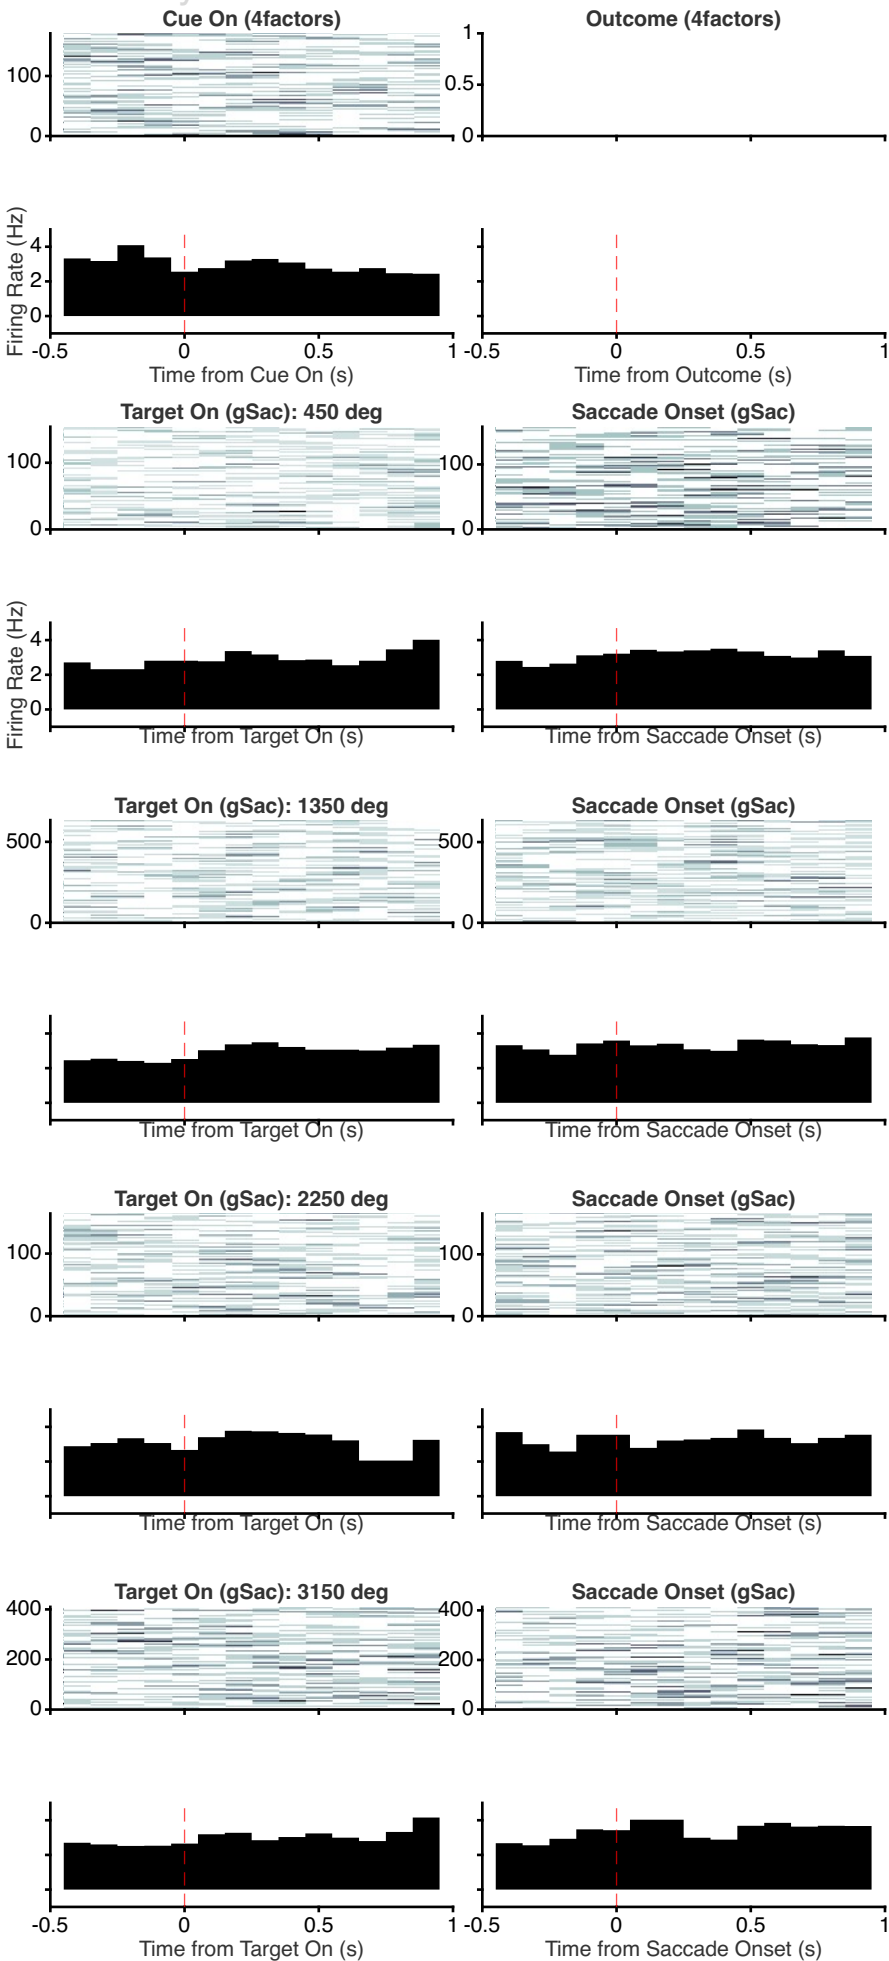 Cue On (4factors) Outcome (4factors)
100
0
1
0.5
0
Firing Rate (Hz)
4
2
0
-0.5 0 0.5 1 -0.5 0 0.5 1
Time from Cue On (s) Time from Outcome (s)
Target On (gSac): 450 deg Saccade Onset (gSac)
100 100
0 0
Firing Rate (Hz)
4
2
0
Time from Target On (s) Time from Saccade Onset (s)
Target On (gSac): 1350 deg Saccade Onset (gSac)
500 500
0 0
Time from Target On (s) Time from Saccade Onset (s)
Target On (gSac): 2250 deg Saccade Onset (gSac)
100 100
0 0
Time from Target On (s) Time from Saccade Onset (s)
Target On (gSac): 3150 deg Saccade Onset (gSac)
400 400
200 200
0 0
-0.5 0 0.5 1 -0.5 0 0.5 1
Time from Target On (s) Time from Saccade Onset (s)